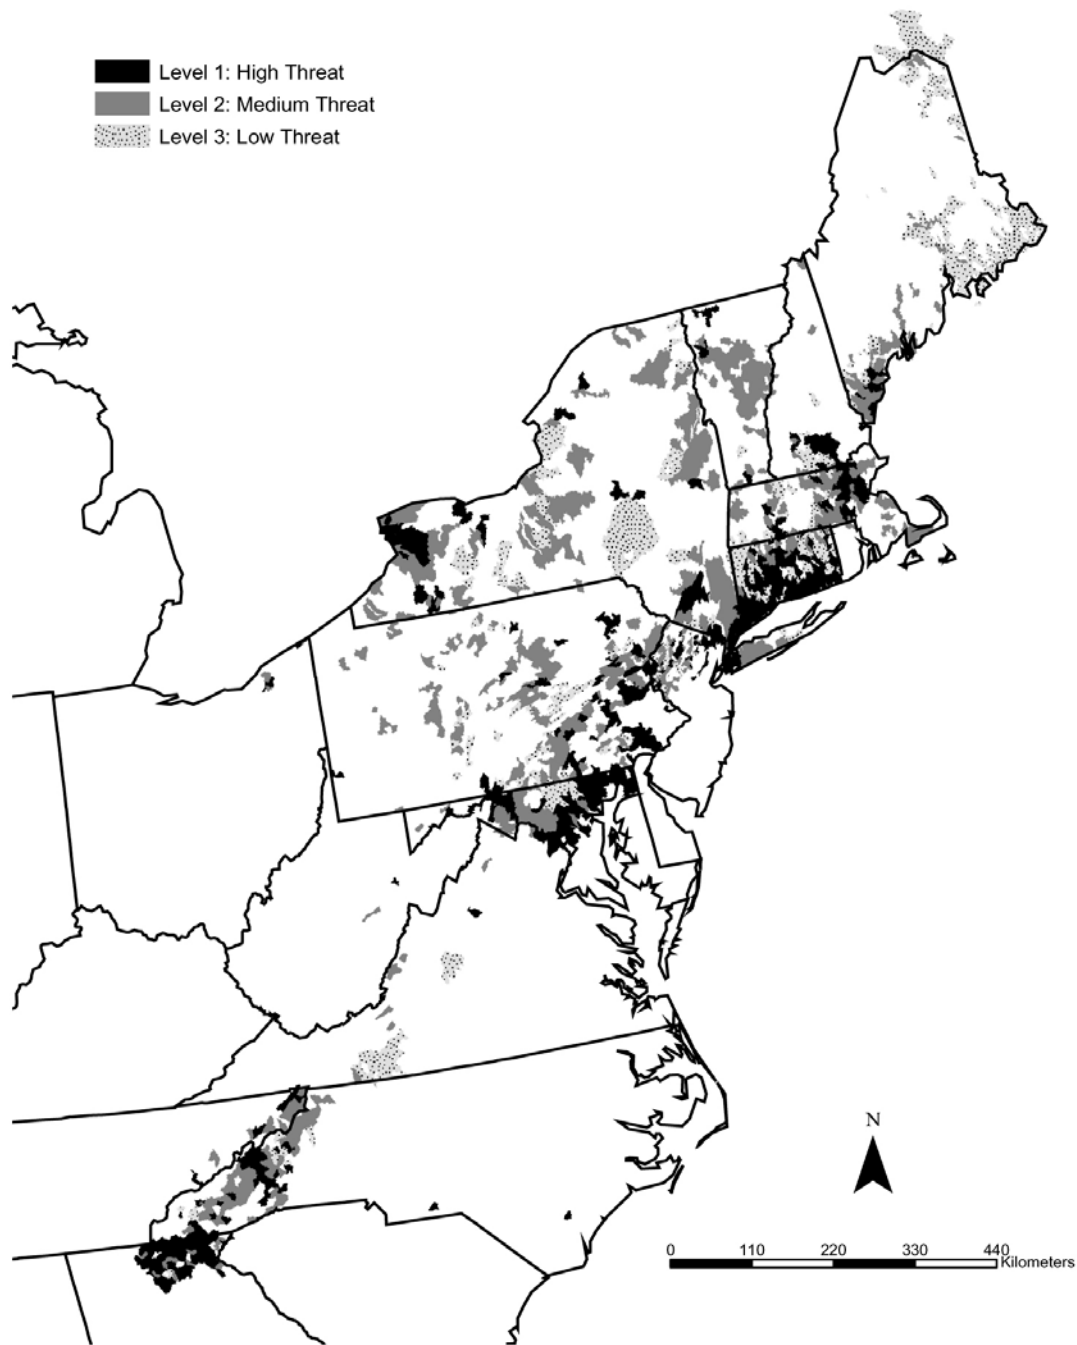 Level 1: High Threat
Level 2: Medium Threat
Level 3: Low Threat
N
0 110 220 330 440
Kilometers